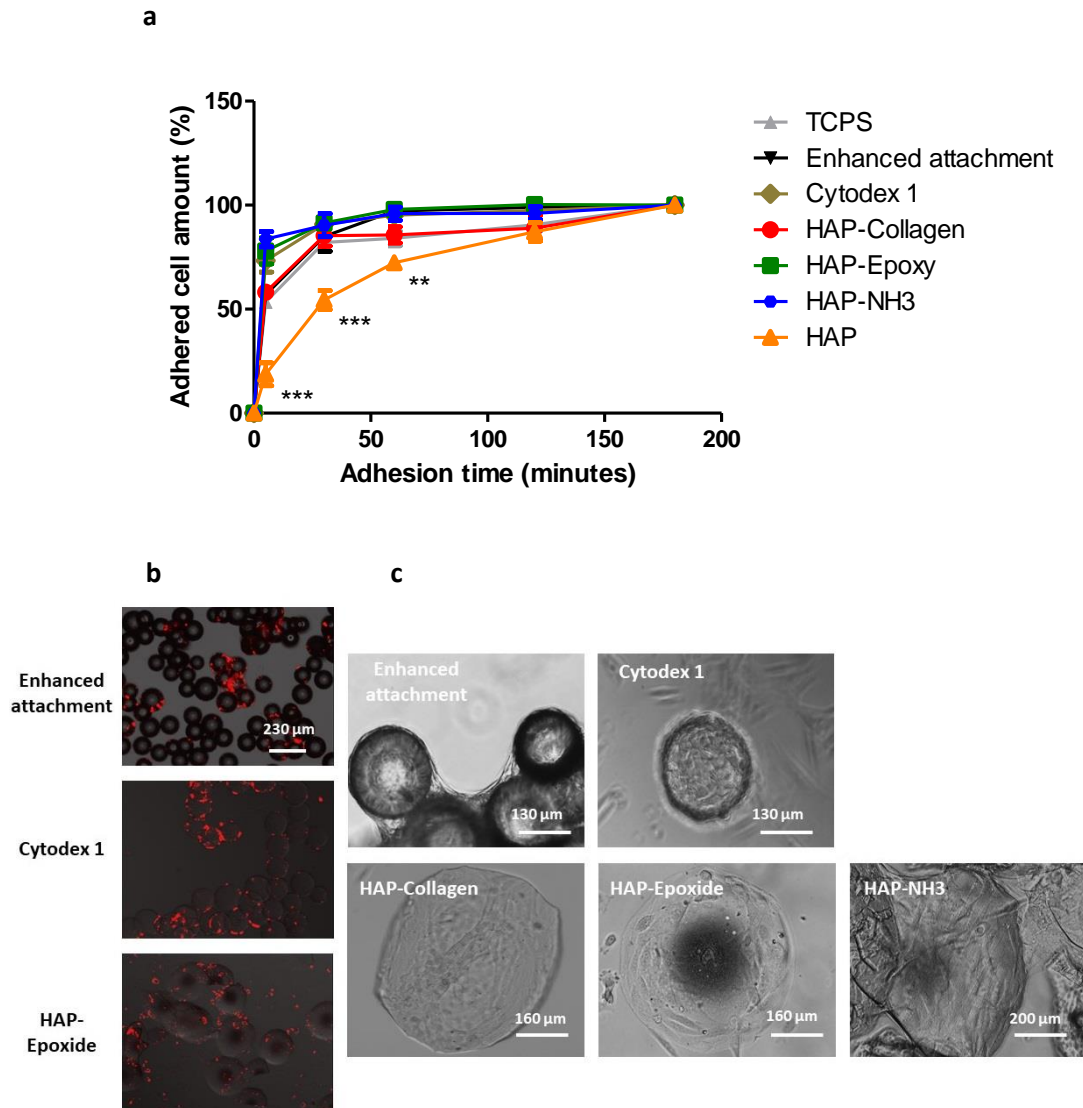 a
150
100
50
0
0 50 100 150 200
Adhered cell amount (%)
Adhesion time (minutes)
***
***
**
TCPS
Enhanced attachment
Cytodex 1
HAP-Collagen
HAP-Epoxy
HAP-NH3
HAP
b
c
Enhanced
attachment
230 µm
Cytodex 1
HAP-
Epoxide
Enhanced
attachment
130 µm
Cytodex 1
130 µm
HAP-Collagen
160 µm
HAP-Epoxide
160 µm
HAP-NH3
200 µm